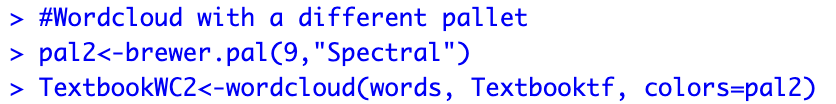 > #Wordcloud with a different pallet
> pal2<-brewer.pal(9,"Spectral")
> TextbookWC2<-wordcloud(words, Textbooktf, colors=pal2)